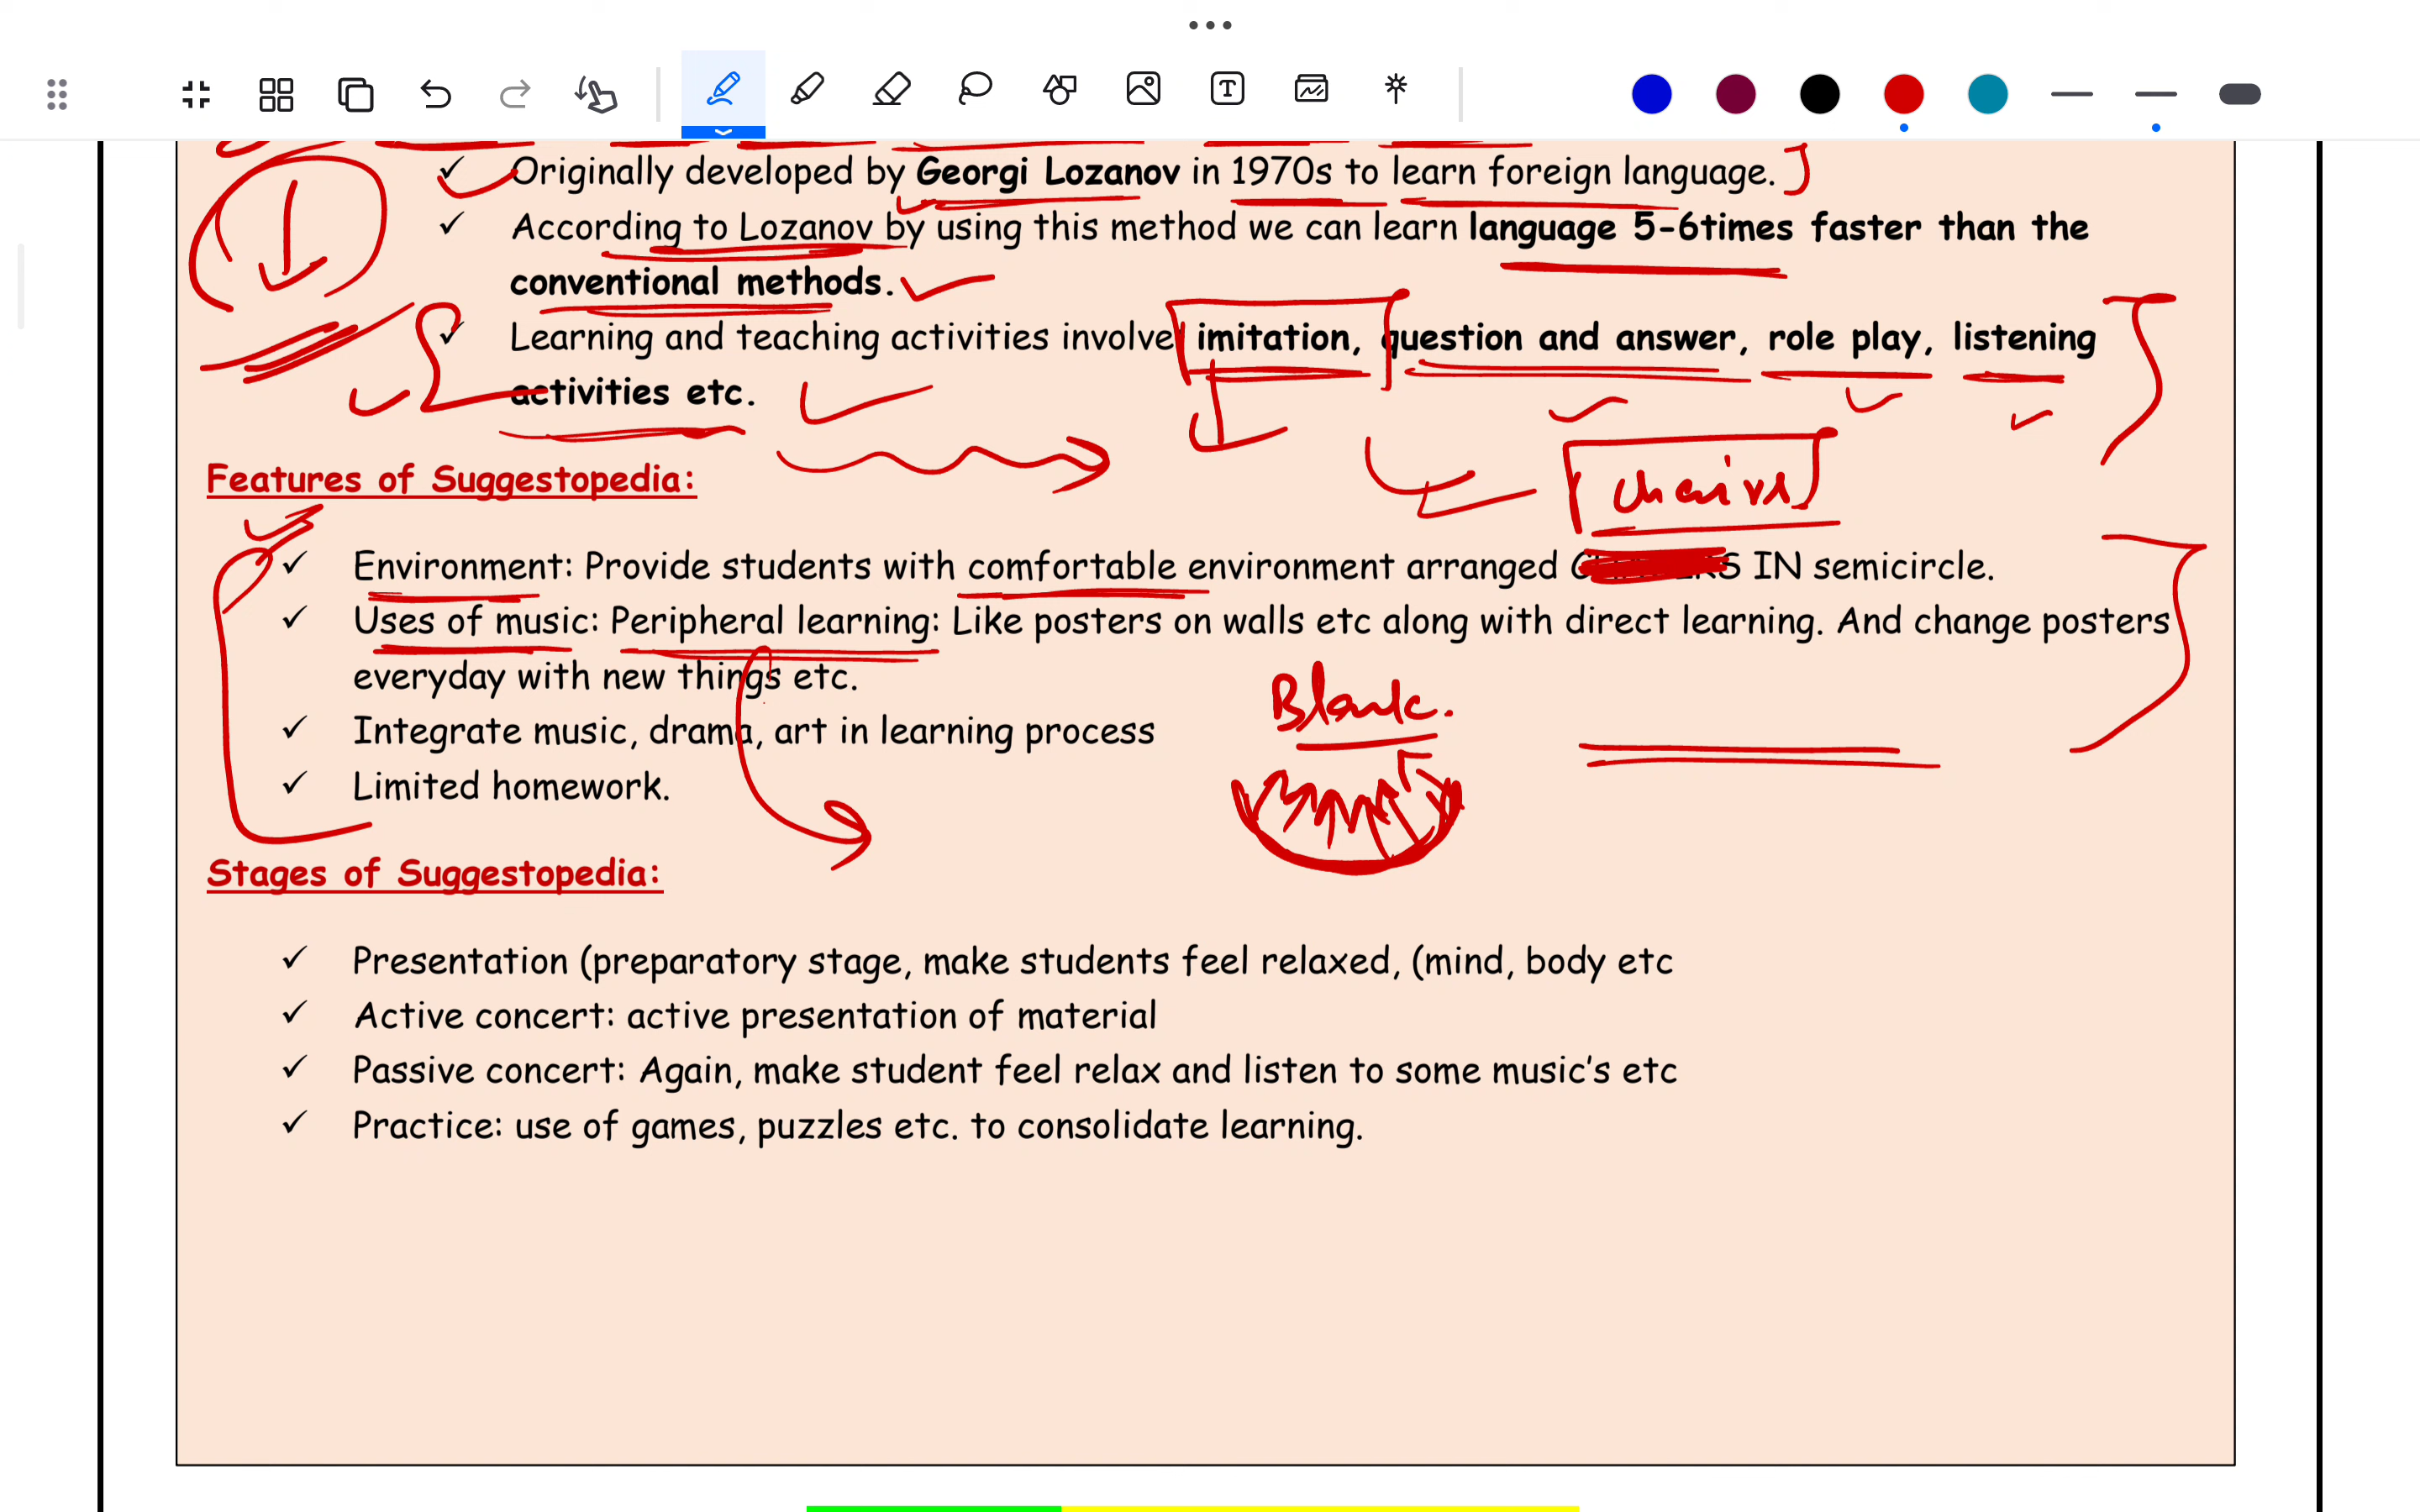 Originally developed by Georgi Lozanov in 1970s to learn foreign language.
According to Lozanov by using this method we can learn language 5-6times faster than the
conventional methods.
Learning and teaching activities involve imitation, question and answer, role play, listening
activities etc.
Features of Suggestopedia:
chairs
Environment: Provide students with comfortable environment arranged IN semicircle.
Uses of music: Peripheral learning: Like posters on walls etc along with direct learning. And change posters
everyday with new things etc.
Integrate music, drama, art in learning process
Limited homework.
Stages of Suggestopedia:
Presentation (preparatory stage, make students feel relaxed, (mind, body etc
Active concert: active presentation of material
Passive concert: Again, make student feel relax and listen to some music's etc
Practice: use of games, puzzles etc. to consolidate learning.